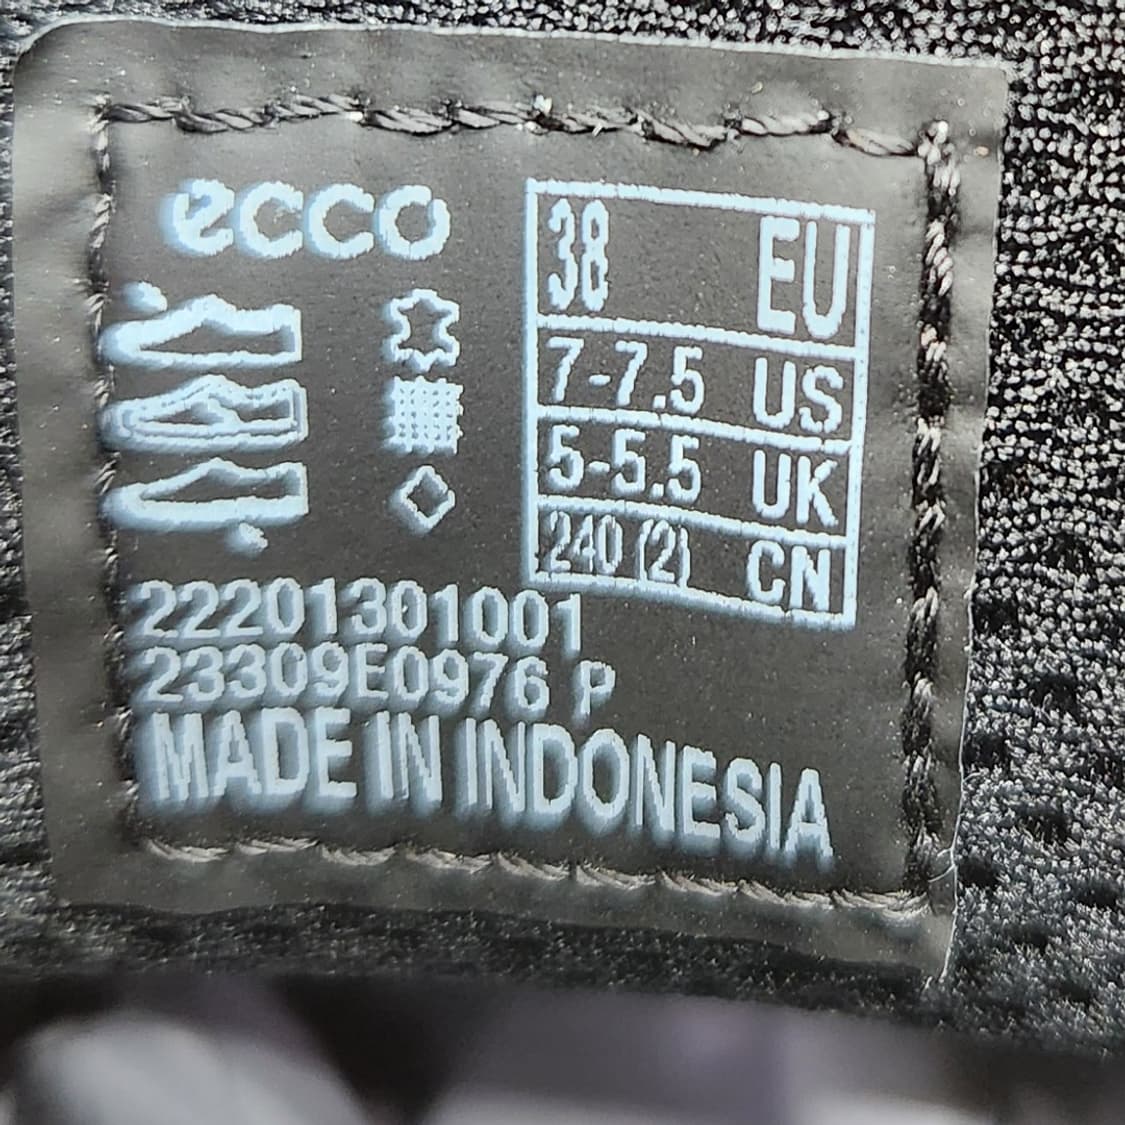 ecco
38 EU
7-7.5 US
5-5.5 UK
240 (2) CN
22201301001
23309E0976 P
MADE IN INDONESIA